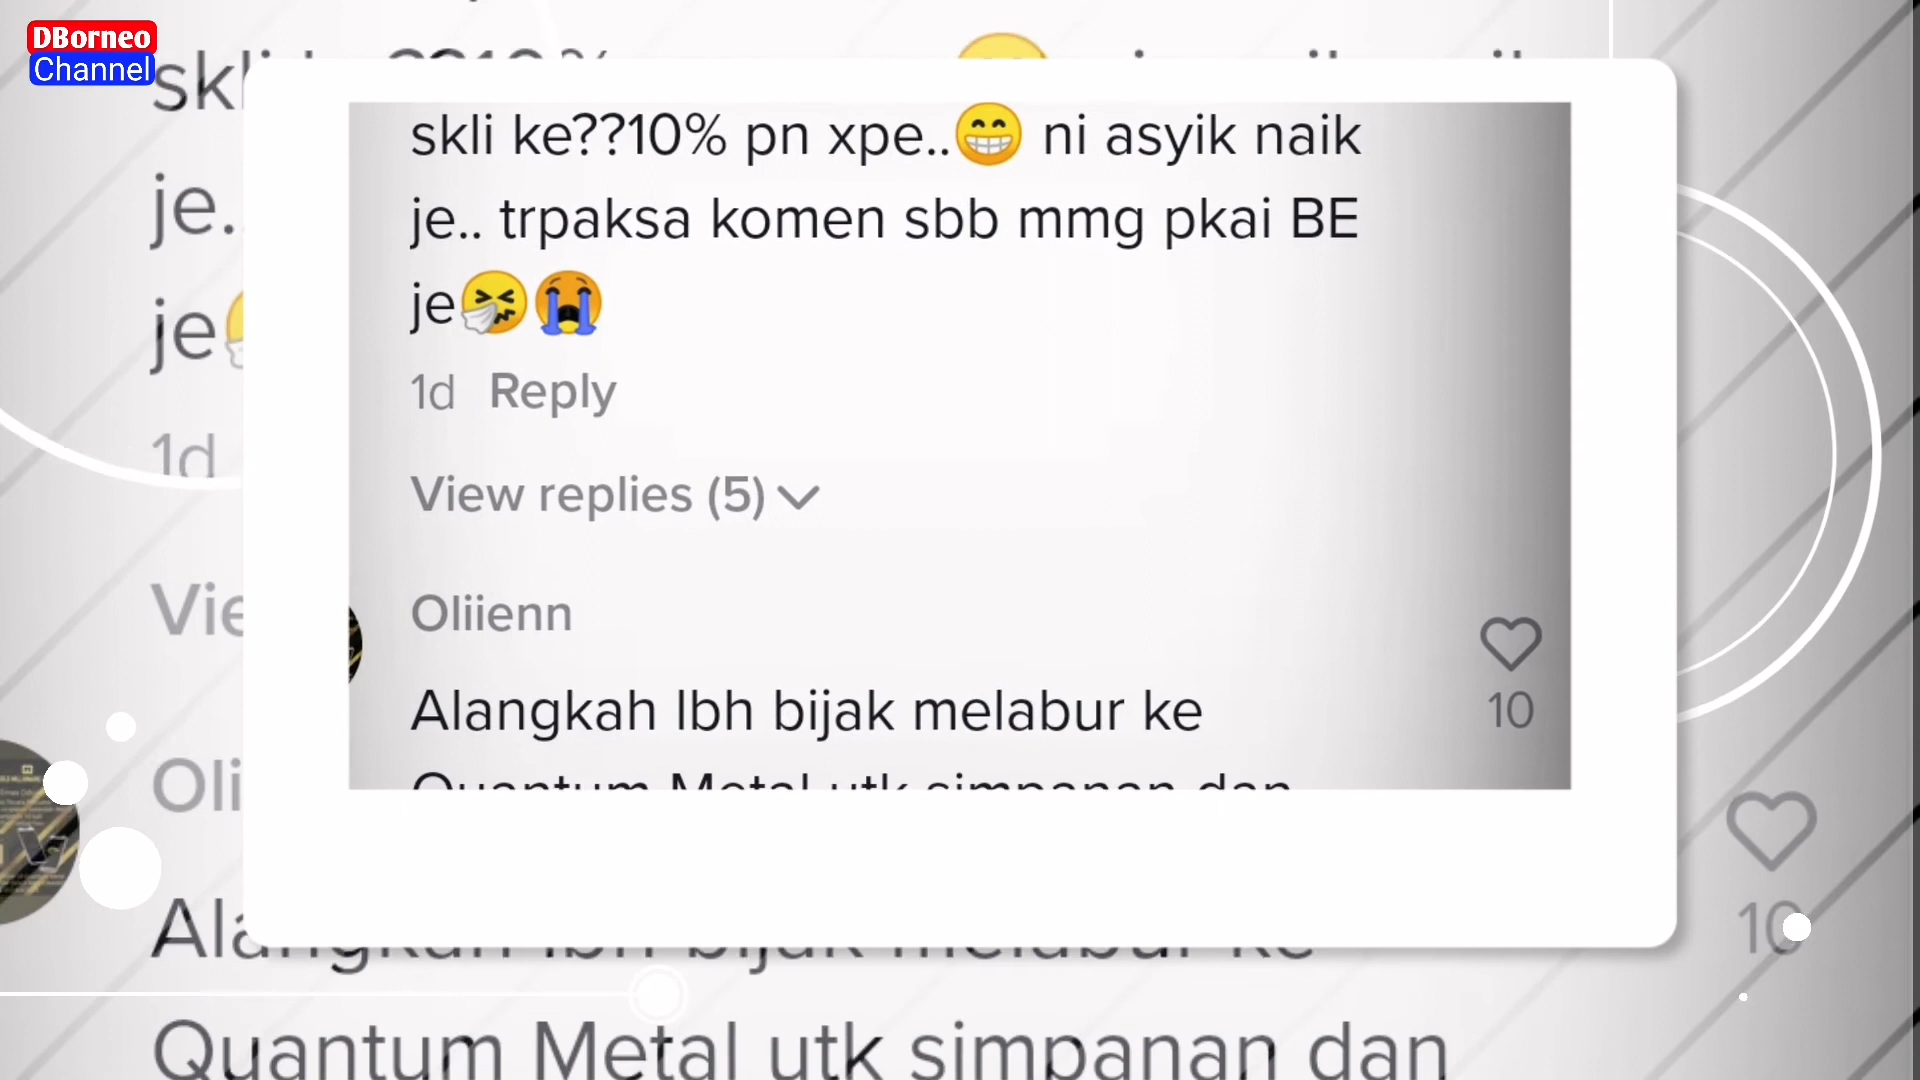 DBorneo
Channel
skli ke??10% pn xpe..😁 ni asyik naik
je.. trpaksa komen sbb mmg pkai BE
je🤧😭
1d Reply
View replies (5)
Oliienn
Alangkah lbh bijak melabur ke
10
Quantum Metal utk simpanan dan